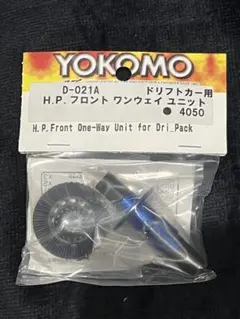 YOKOMO
D-021A ドリフトカー用
H.P.フロント ワンウェイ ユニット
● 4050
H.P.Front One-Way Unit for Dri_Pack